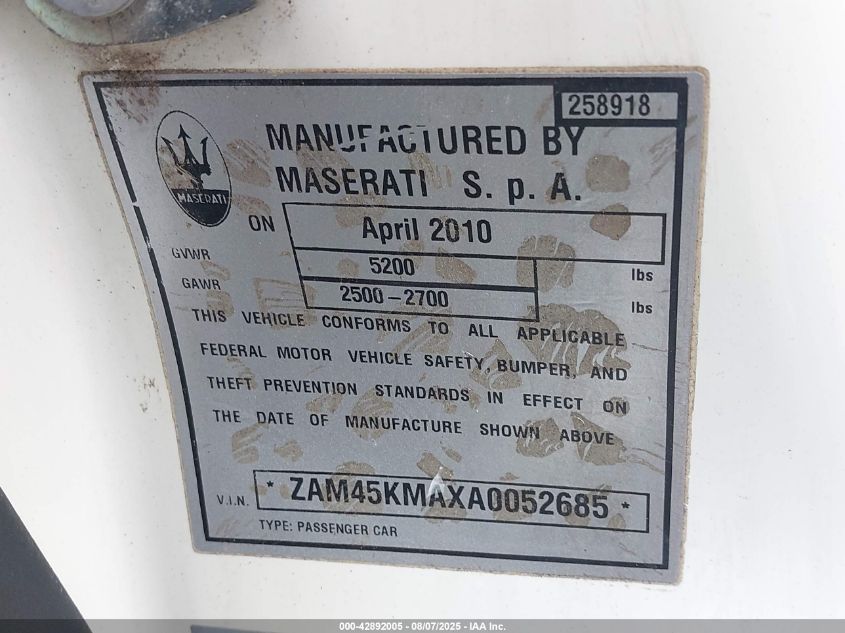 258918
MANUFACTURED BY
MASERATI
MASERATI S. p. A.
ON April 2010
GVWR 5200 lbs
GAWR 2500-2700 lbs
THIS VEHICLE CONFORMS TO ALL APPLICABLE
FEDERAL MOTOR VEHICLE SAFETY, BUMPER, AND
THEFT PREVENTION STANDARDS IN EFFECT ON
THE DATE OF MANUFACTURE SHOWN ABOVE
V.I.N. * ZAM45KMAXA0052685 *
TYPE: PASSENGER CAR
000-42892005 - 08/07/2025 - IAA Inc.